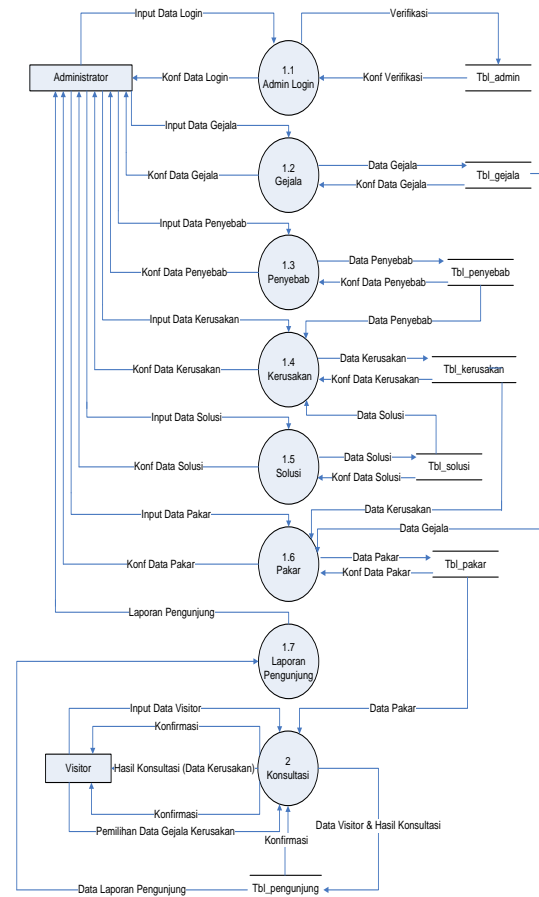 Input Data Login
Verifikasi
1.1
Admin Login
Administrator
Konf Data Login
Konf Verifikasi
Tbl_admin
Input Data Gejala
1.2
Gejala
Data Gejala
Konf Data Gejala
Konf Data Gejala
Tbl_gejala
Input Data Penyebab
1.3
Penyebab
Data Penyebab
Konf Data Penyebab
Konf Data Penyebab
Tbl_penyebab
Input Data Kerusakan
Data Penyebab
1.4
Kerusakan
Data Kerusakan
Konf Data Kerusakan
Konf Data Kerusakan
Tbl_kerusakan
Input Data Solusi
Data Solusi
1.5
Solusi
Data Solusi
Konf Data Solusi
Konf Data Solusi
Tbl_solusi
Input Data Pakar
Data Kerusakan
Data Gejala
1.6
Pakar
Data Pakar
Konf Data Pakar
Konf Data Pakar
Tbl_pakar
Laporan Pengunjung
1.7
Laporan
Pengunjung
Input Data Visitor
Data Pakar
Konfirmasi
2
Konsultasi
Visitor
Hasil Konsultasi (Data Kerusakan)
Konfirmasi
Pemilihan Data Gejala Kerusakan
Data Visitor & Hasil Konsultasi
Konfirmasi
Data Laporan Pengunjung
Tbl_pengunjung